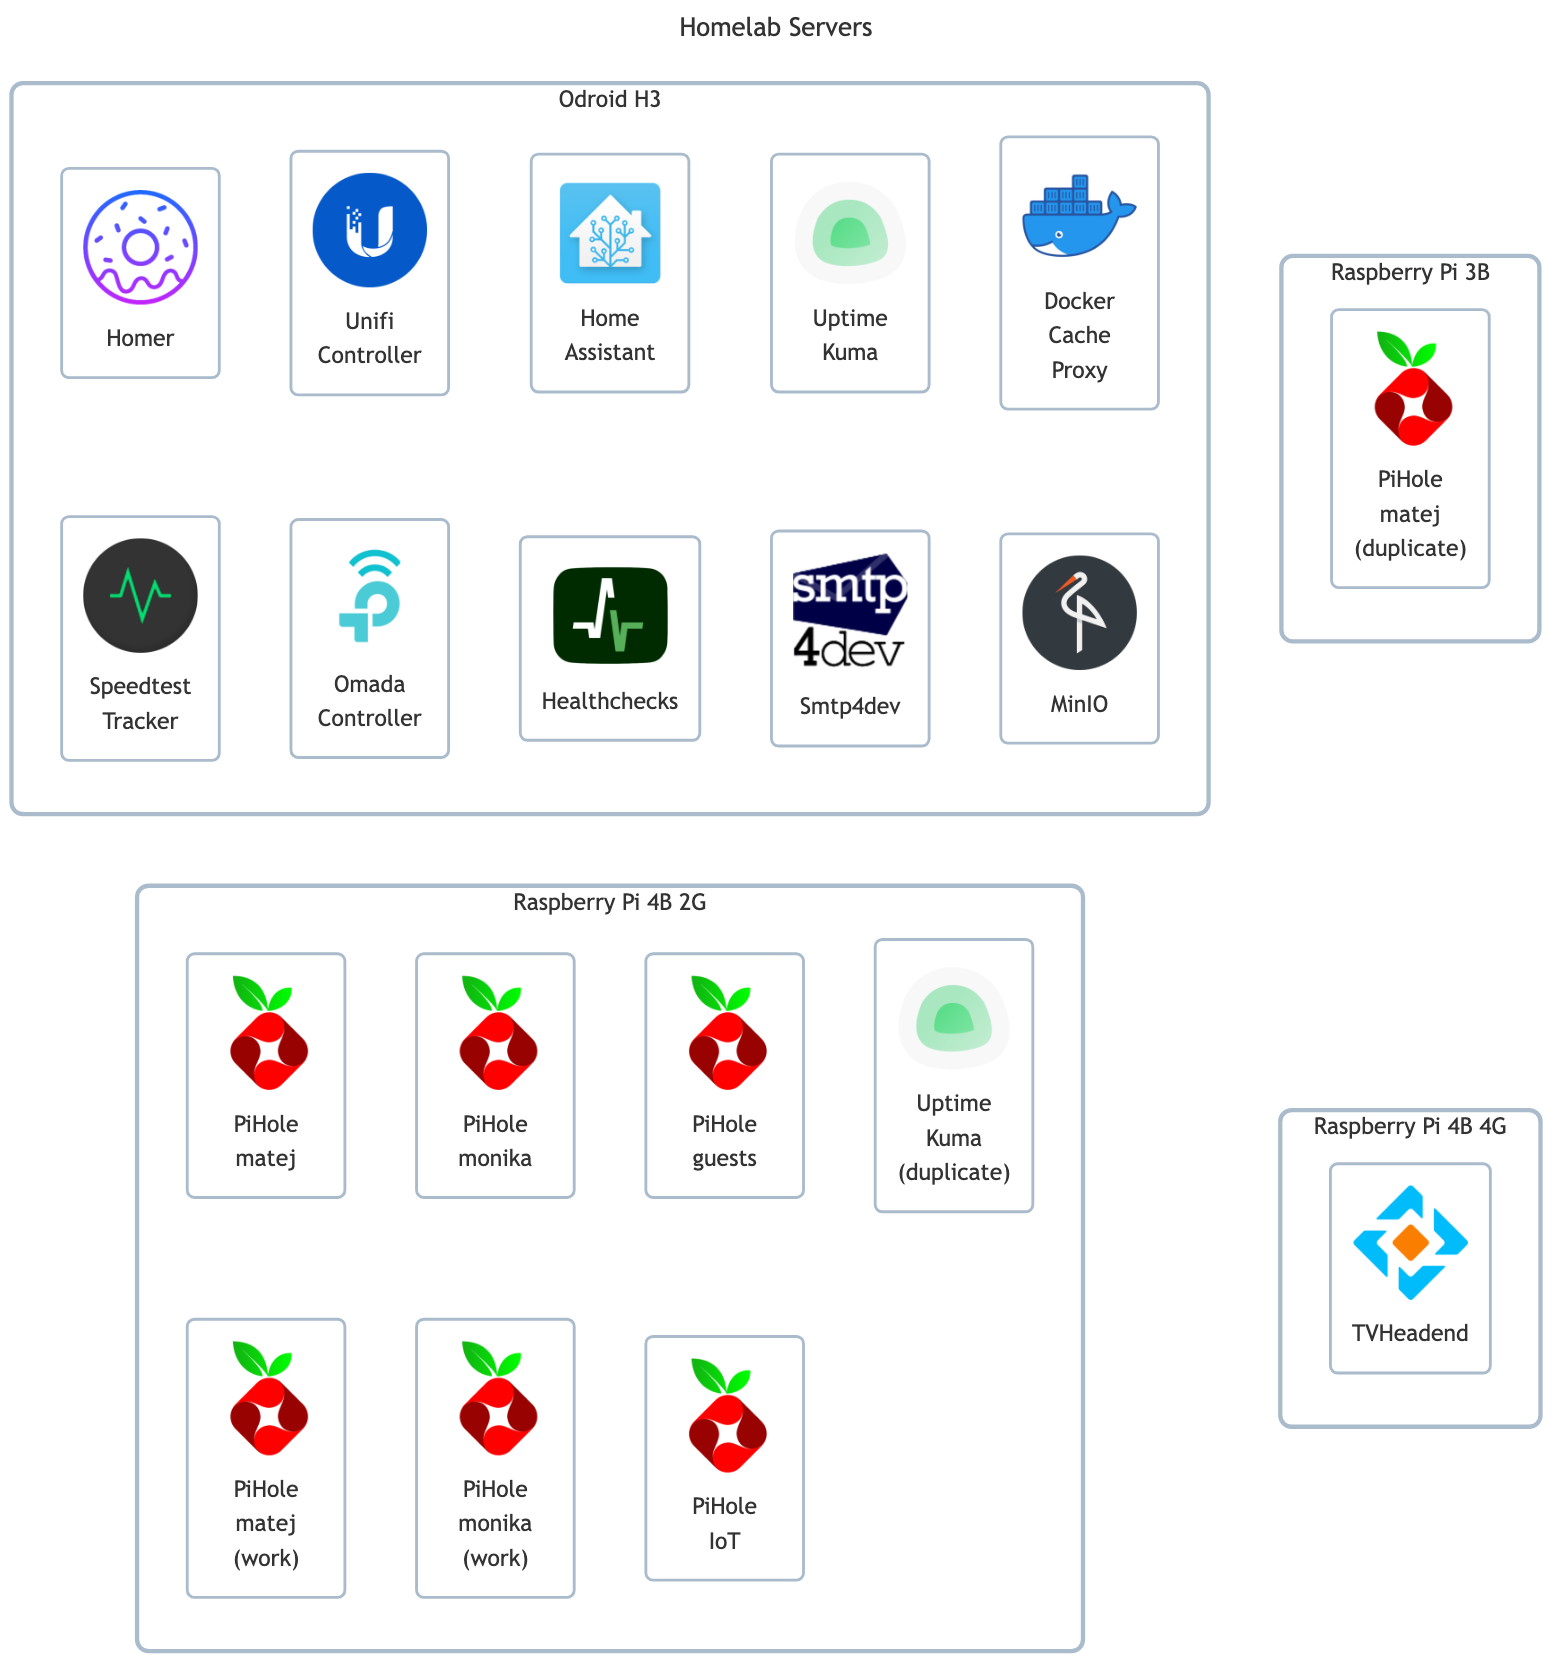 Homelab Servers
Odroid H3
Homer
Unifi
Controller
Home
Assistant
Uptime
Kuma
Docker
Cache
Proxy
Speedtest
Tracker
Omada
Controller
Healthchecks
smtp
4dev
Smtp4dev
MinIO
Raspberry Pi 3B
PiHole
matej
(duplicate)
Raspberry Pi 4B 2G
PiHole
matej
PiHole
monika
PiHole
guests
Uptime
Kuma
(duplicate)
PiHole
matej
(work)
PiHole
monika
(work)
PiHole
IoT
Raspberry Pi 4B 4G
TVHeadend